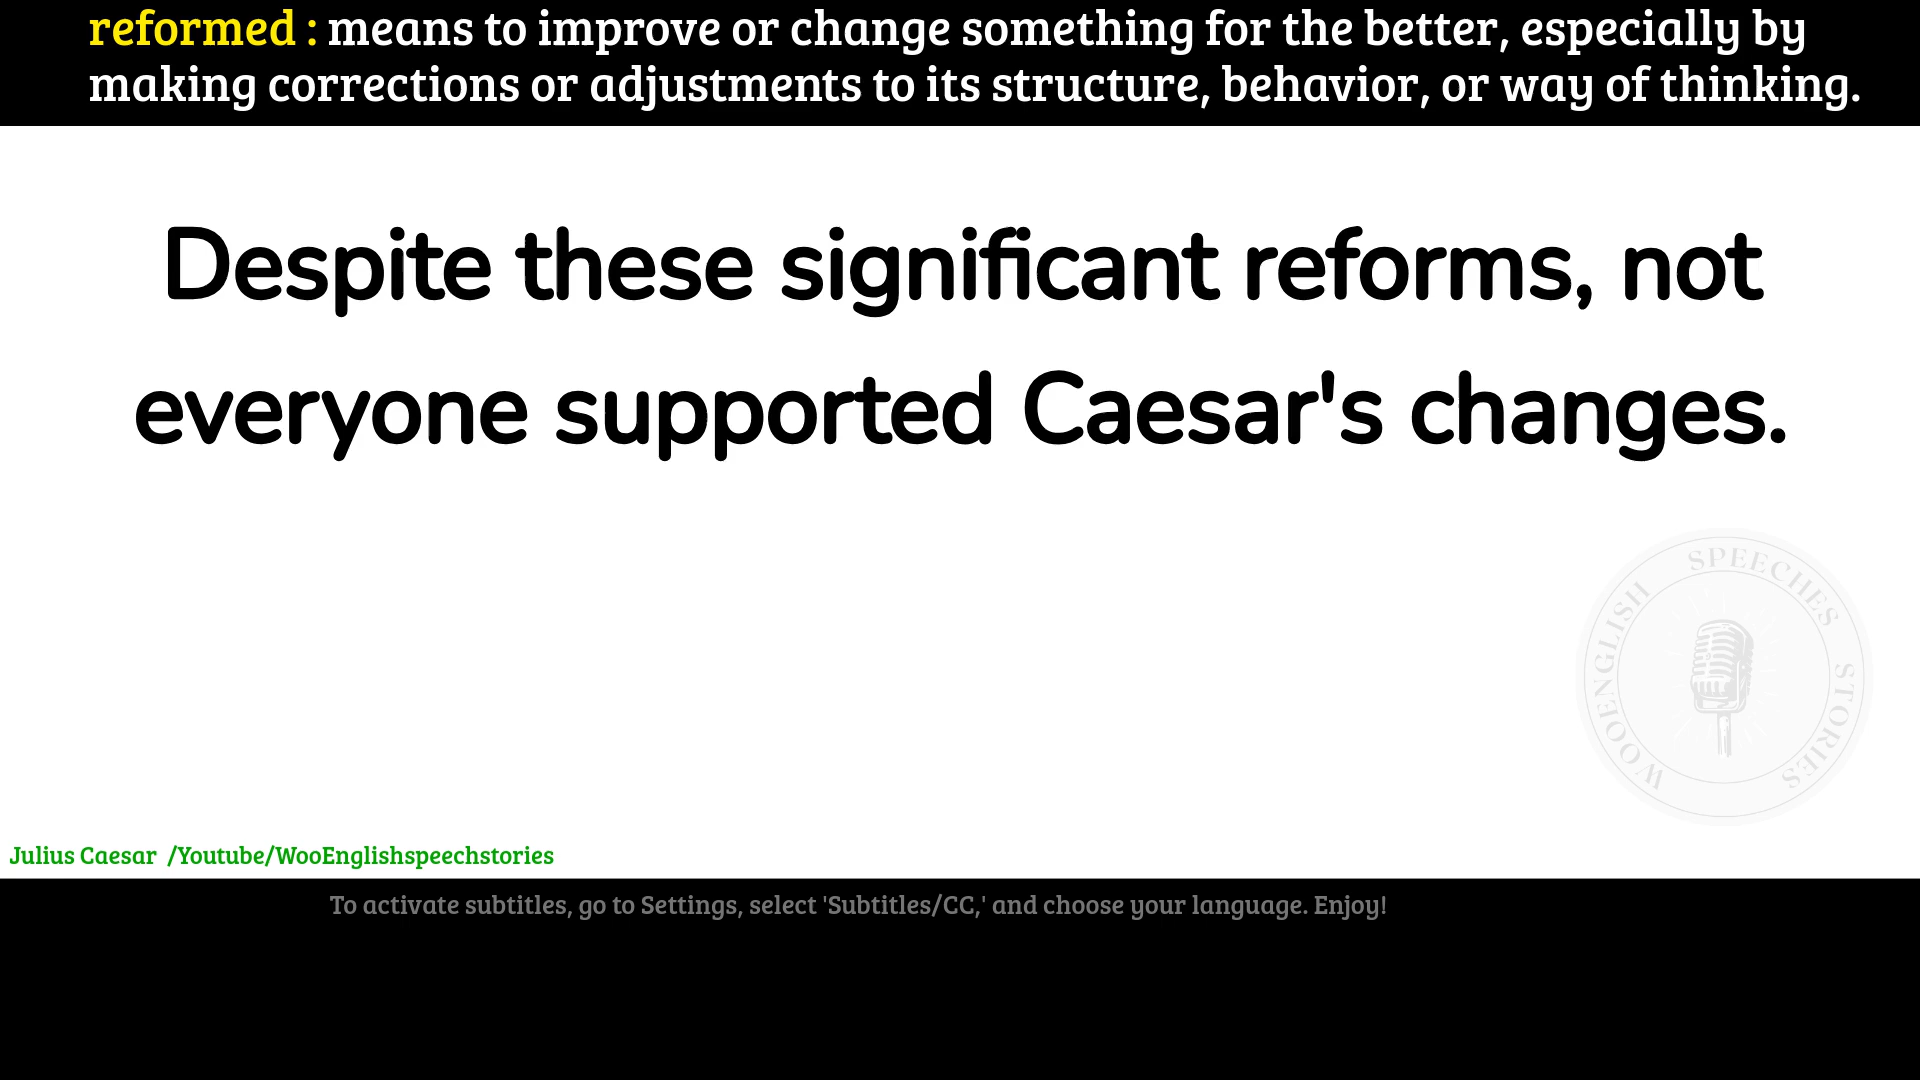 reformed : means to improve or change something for the better, especially by
making corrections or adjustments to its structure, behavior, or way of thinking.
Despite these significant reforms, not
everyone supported Caesar's changes.
WOOENGLISH SPEECHES STORIES
Julius Caesar /Youtube/WooEnglishspeechstories
To activate subtitles, go to Settings, select 'Subtitles/CC,' and choose your language. Enjoy!